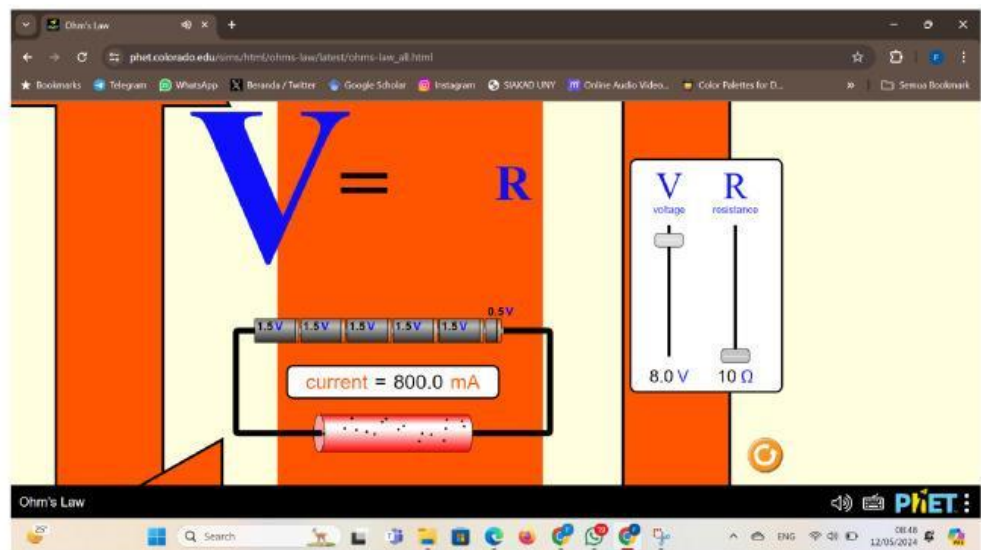 Ohm's Law
phet.colorado.edu/sims/html/ohms-law/latest/ohms-law_all.html
Bookmarks Telegram WhatsApp Beranda / Twitter Google Scholar Instagram SIAKAD UNY Online Audio Video... Color Palettes for D... » Semua Bookmark
V = I R
V R
voltage resistance
0.5 V
1.5 V 1.5 V 1.5 V 1.5 V 1.5 V
8.0 V 10 Ω
current = 800.0 mA
Ohm's Law
PhET
25°
Search
ENG
08:48
12/05/2024